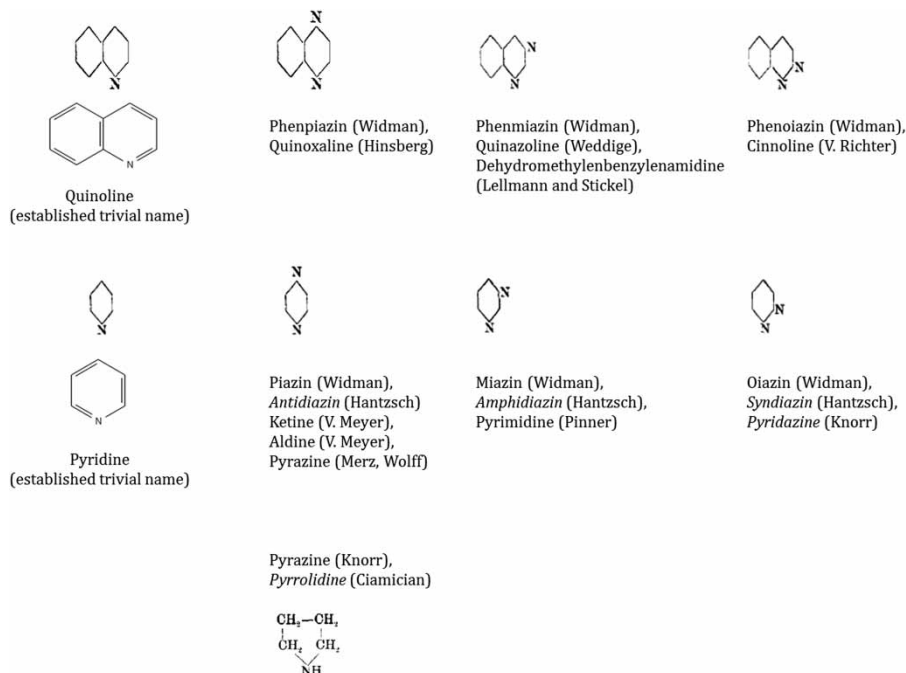 N
N
N
N
N
N
N
N
N
Quinoline
(established trivial name)
Phenpiazin (Widman),
Quinoxaline (Hinsberg)
Phenmiazin (Widman),
Quinazoline (Weddige),
Dehydromethylenbenzylenamidine
(Lellmann and Stickel)
Phenoiazin (Widman),
Cinnoline (V. Richter)
N
N
N
N
N
N
N
N
Pyridine
(established trivial name)
Piazin (Widman),
Antidiazin (Hantzsch)
Ketine (V. Meyer),
Aldine (V. Meyer),
Pyrazine (Merz, Wolff)
Miazin (Widman),
Amphidiazin (Hantzsch),
Pyrimidine (Pinner)
Oiazin (Widman),
Syndiazin (Hantzsch),
Pyridazine (Knorr)
Pyrazine (Knorr),
Pyrrolidine (Ciamician)
CH₂—CH₂
CH₂ CH₂
NH